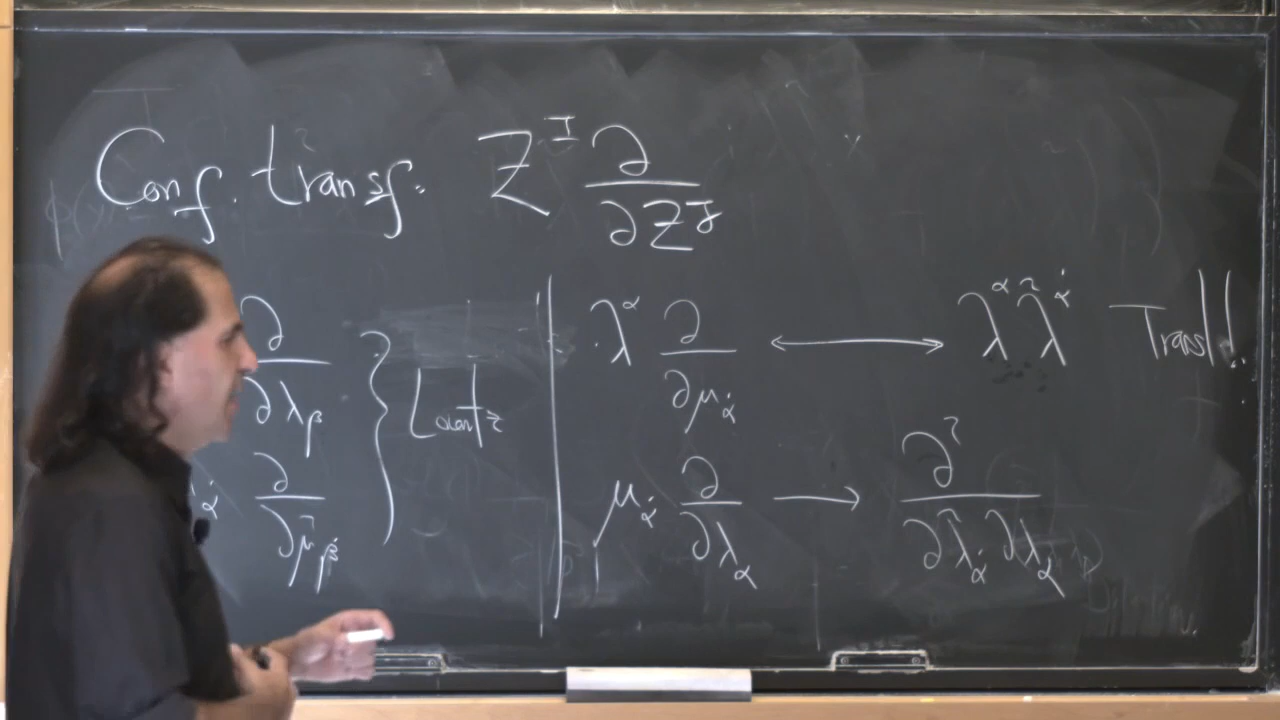 Conf. transf. Z^I ∂/∂Z^J
∂/∂λ_β } Lorentz
α̇ ∂/∂μ̃_β̇
λ^α ∂/∂μ_α̇ ⟷ λ^α λ̃^α̇ Transl!
μ_α̇ ∂/∂λ_α → ∂²/∂λ̃_α̇ ∂λ_α